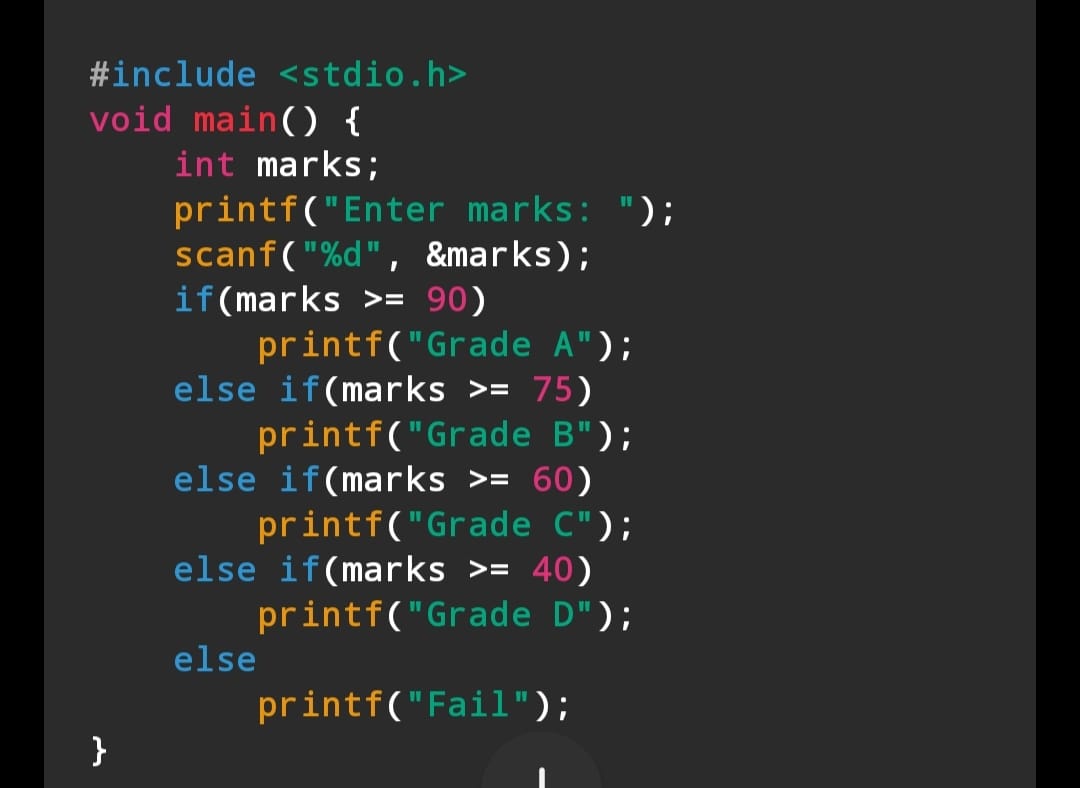 #include <stdio.h>
void main() {
    int marks;
    printf("Enter marks: ");
    scanf("%d", &marks);
    if(marks >= 90)
        printf("Grade A");
    else if(marks >= 75)
        printf("Grade B");
    else if(marks >= 60)
        printf("Grade C");
    else if(marks >= 40)
        printf("Grade D");
    else
        printf("Fail");
}